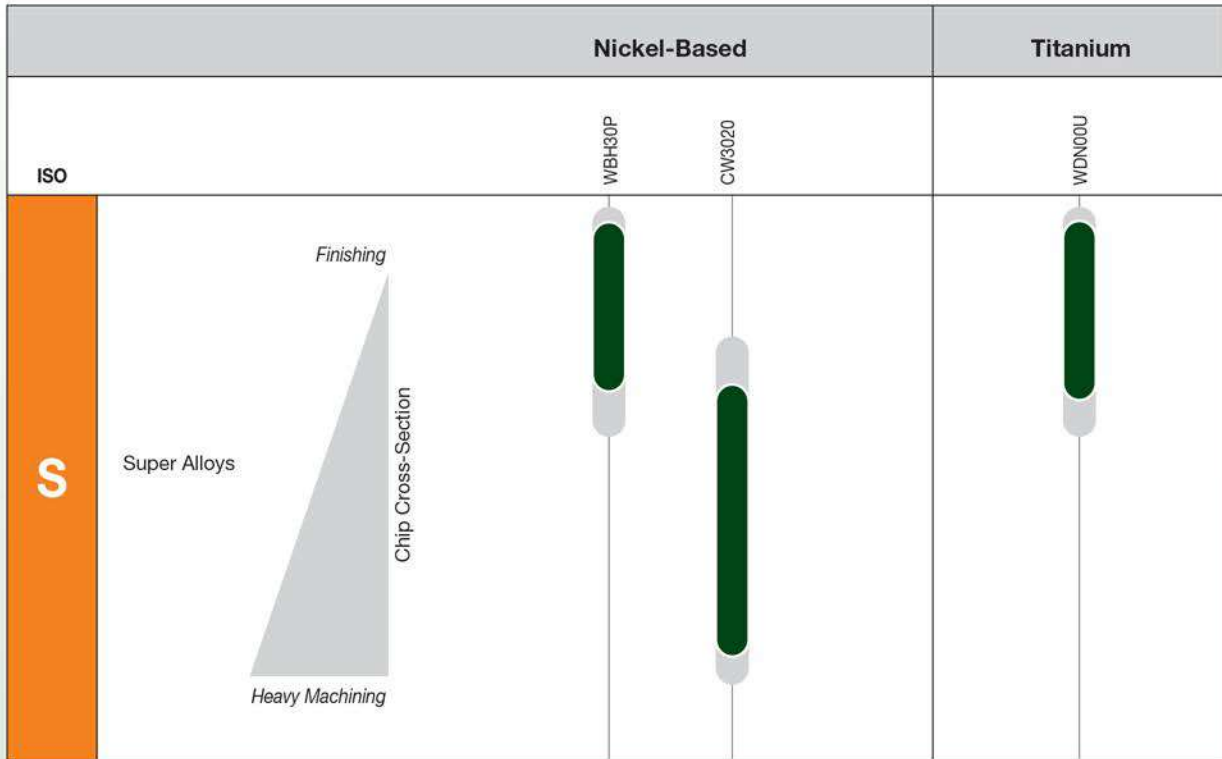 Nickel-Based
Titanium
ISO
WBH30P
CW3020
WDN00U
S
Super Alloys
Finishing
Chip Cross-Section
Heavy Machining